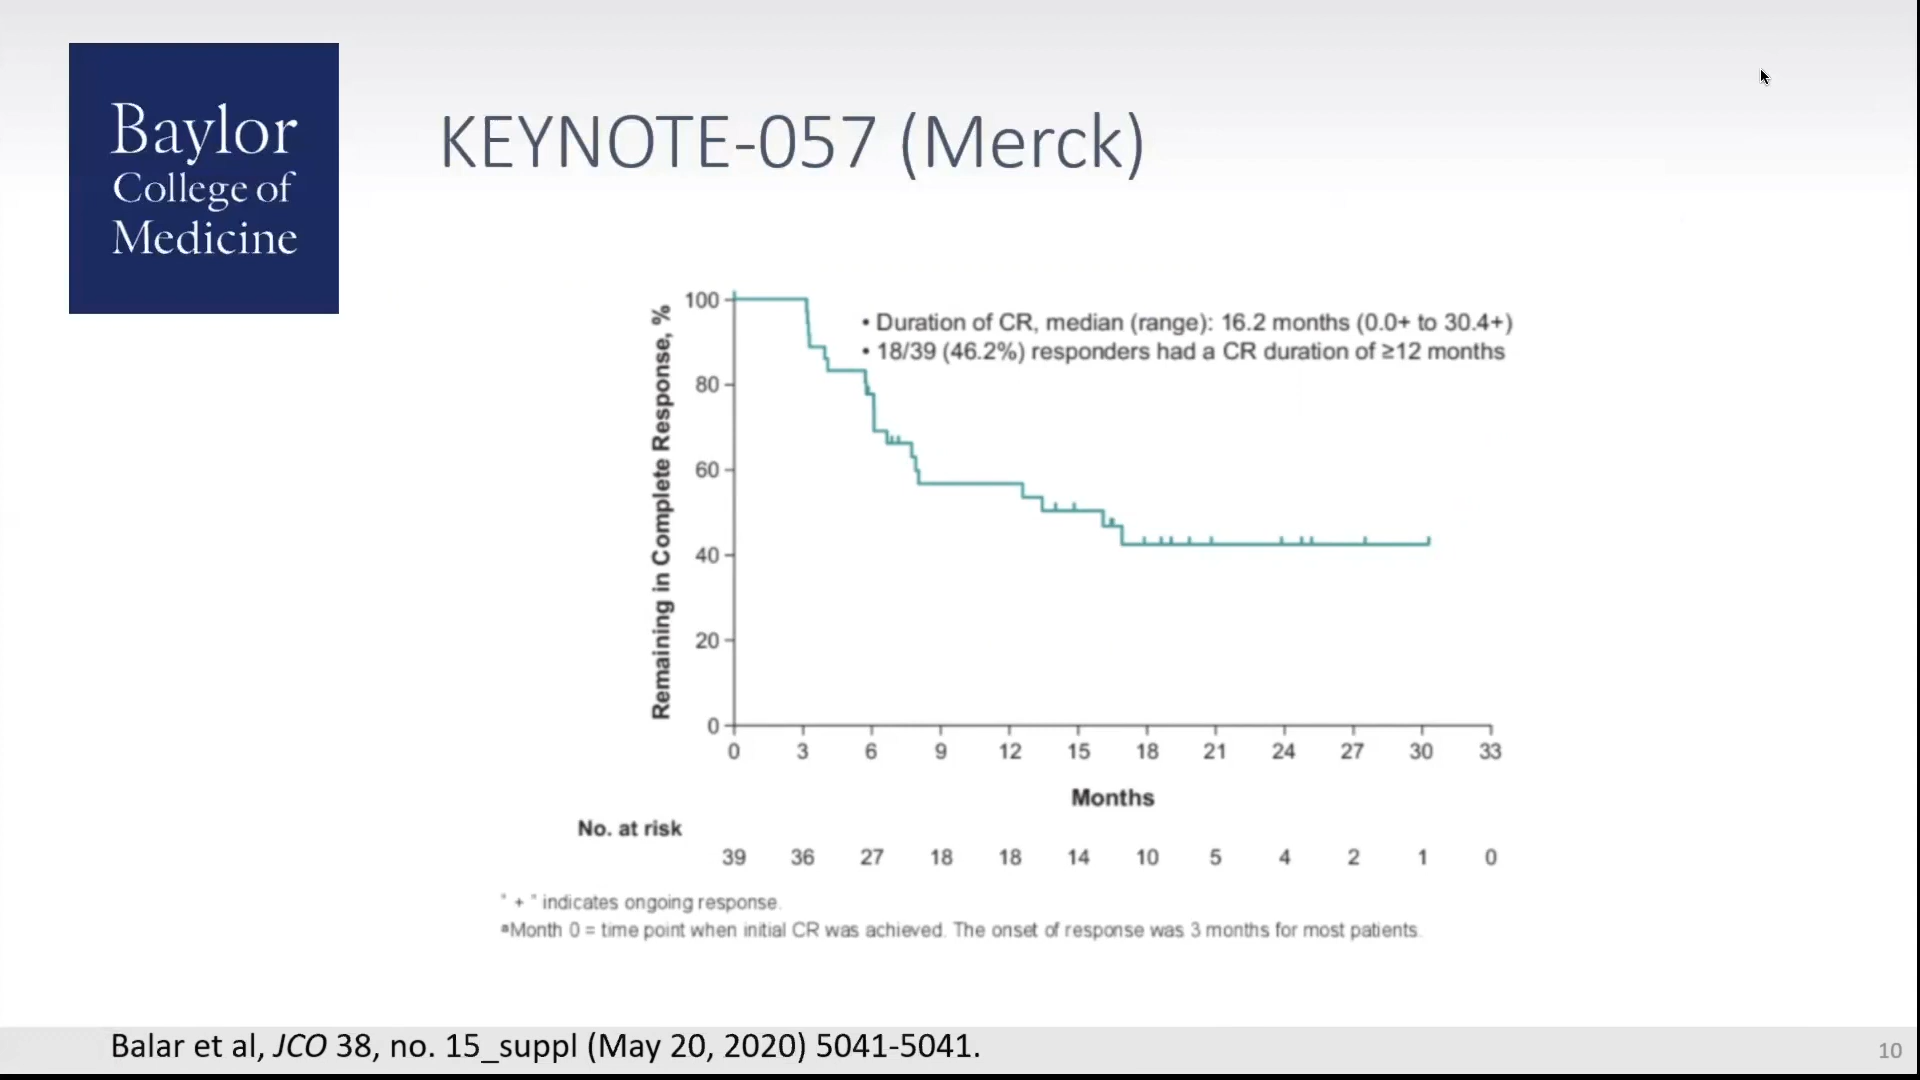 Baylor
College of
Medicine
KEYNOTE-057 (Merck)
Remaining in Complete Response, %
100
80
60
40
20
0
• Duration of CR, median (range): 16.2 months (0.0+ to 30.4+)
• 18/39 (46.2%) responders had a CR duration of ≥12 months
0 3 6 9 12 15 18 21 24 27 30 33
Months
No. at risk
39 36 27 18 18 14 10 5 4 2 1 0
" + " indicates ongoing response.
ᵃMonth 0 = time point when initial CR was achieved. The onset of response was 3 months for most patients.
Balar et al, JCO 38, no. 15_suppl (May 20, 2020) 5041-5041.
10